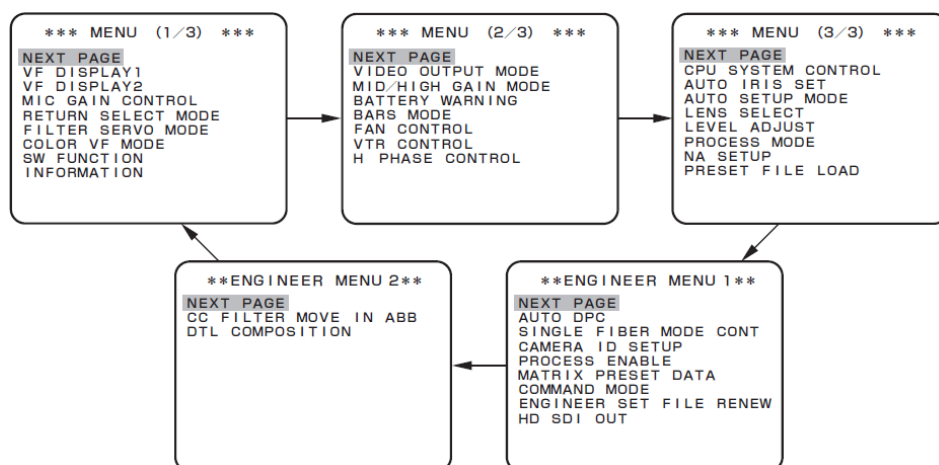 *** MENU (1/3) ***
NEXT PAGE
VF DISPLAY1
VF DISPLAY2
MIC GAIN CONTROL
RETURN SELECT MODE
FILTER SERVO MODE
COLOR VF MODE
SW FUNCTION
INFORMATION
*** MENU (2/3) ***
NEXT PAGE
VIDEO OUTPUT MODE
MID/HIGH GAIN MODE
BATTERY WARNING
BARS MODE
FAN CONTROL
VTR CONTROL
H PHASE CONTROL
*** MENU (3/3) ***
NEXT PAGE
CPU SYSTEM CONTROL
AUTO IRIS SET
AUTO SETUP MODE
LENS SELECT
LEVEL ADJUST
PROCESS MODE
NA SETUP
PRESET FILE LOAD
**ENGINEER MENU 2**
NEXT PAGE
CC FILTER MOVE IN ABB
DTL COMPOSITION
**ENGINEER MENU 1**
NEXT PAGE
AUTO DPC
SINGLE FIBER MODE CONT
CAMERA ID SETUP
PROCESS ENABLE
MATRIX PRESET DATA
COMMAND MODE
ENGINEER SET FILE RENEW
HD SDI OUT